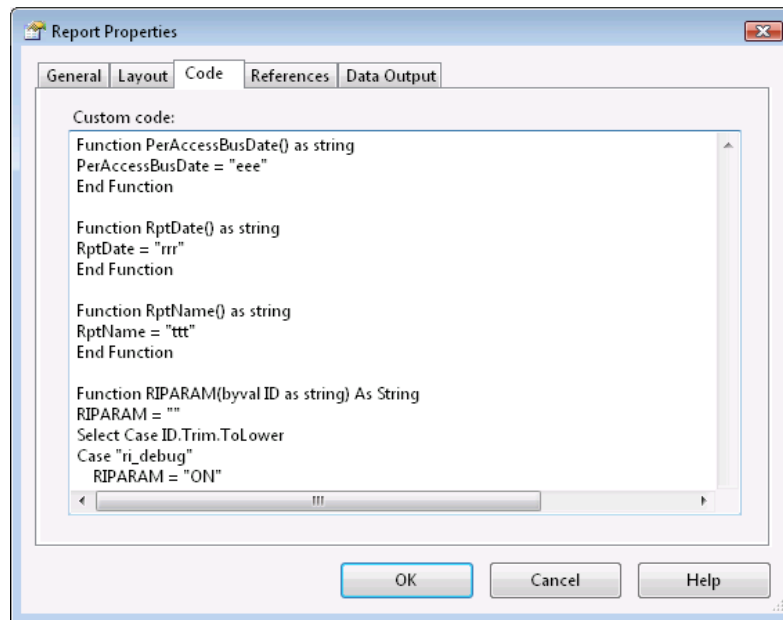 Report Properties
General Layout Code References Data Output
Custom code:
Function PerAccessBusDate() as string
PerAccessBusDate = "eee"
End Function
Function RptDate() as string
RptDate = "rrr"
End Function
Function RptName() as string
RptName = "ttt"
End Function
Function RIPARAM(byval ID as string) As String
RIPARAM = ""
Select Case ID.Trim.ToLower
Case "ri_debug"
RIPARAM = "ON"
OK Cancel Help